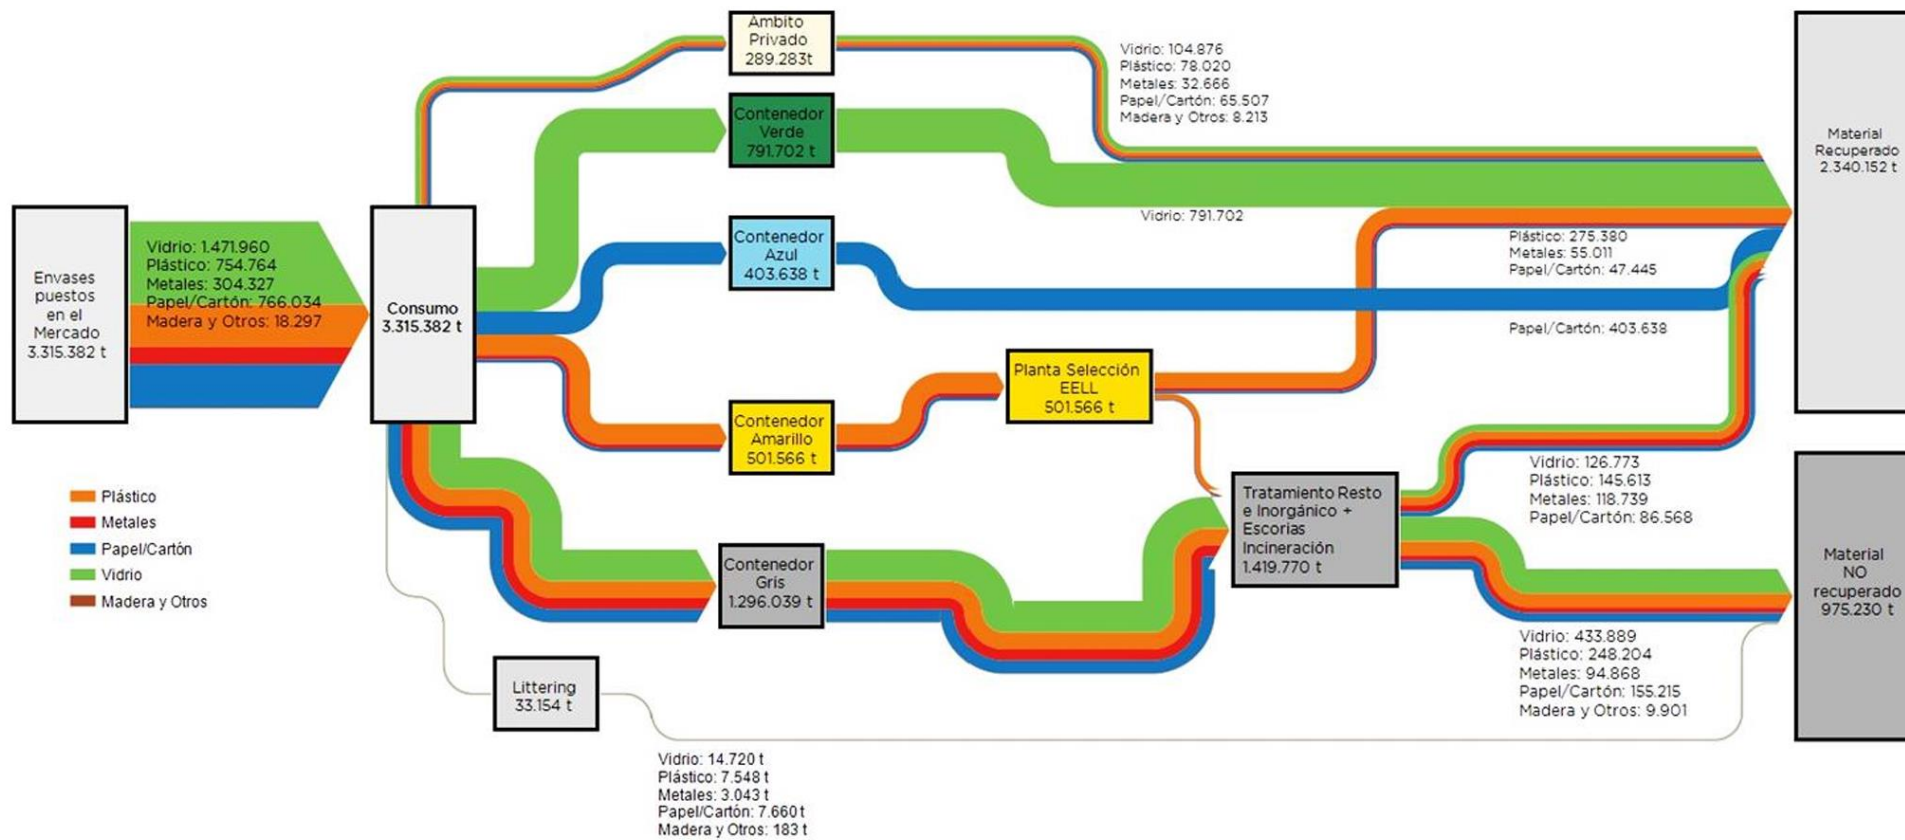 Ambito
Privado
289.283t
Vidrio: 104.876
Plástico: 78.020
Metales: 32.666
Papel/Cartón: 65.507
Madera y Otros: 8.213
Contenedor
Verde
791.702 t
Material
Recuperado
2.340.152 t
Vidrio: 791.702
Envases
puestos
en el
Mercado
3.315.382 t
Vidrio: 1.471.960
Plástico: 754.764
Metales: 304.327
Papel/Cartón: 766.034
Madera y Otros: 18.297
Consumo
3.315.382 t
Contenedor
Azul
403.638 t
Plástico: 275.380
Metales: 55.011
Papel/Cartón: 47.445
Papel/Cartón: 403.638
Planta Selección
EELL
501.566 t
Contenedor
Amarillo
501.566 t
Vidrio: 126.773
Plástico: 145.613
Metales: 118.739
Papel/Cartón: 86.568
Tratamiento Resto
e Inorgánico +
Escorias
Incineración
1.419.770 t
Plástico
Metales
Papel/Cartón
Vidrio
Madera y Otros
Contenedor
Gris
1.296.039 t
Material
NO
recuperado
975.230 t
Vidrio: 433.889
Plástico: 248.204
Metales: 94.868
Papel/Cartón: 155.215
Madera y Otros: 9.901
Littering
33.154 t
Vidrio: 14.720 t
Plástico: 7.548 t
Metales: 3.043 t
Papel/Cartón: 7.660 t
Madera y Otros: 183 t